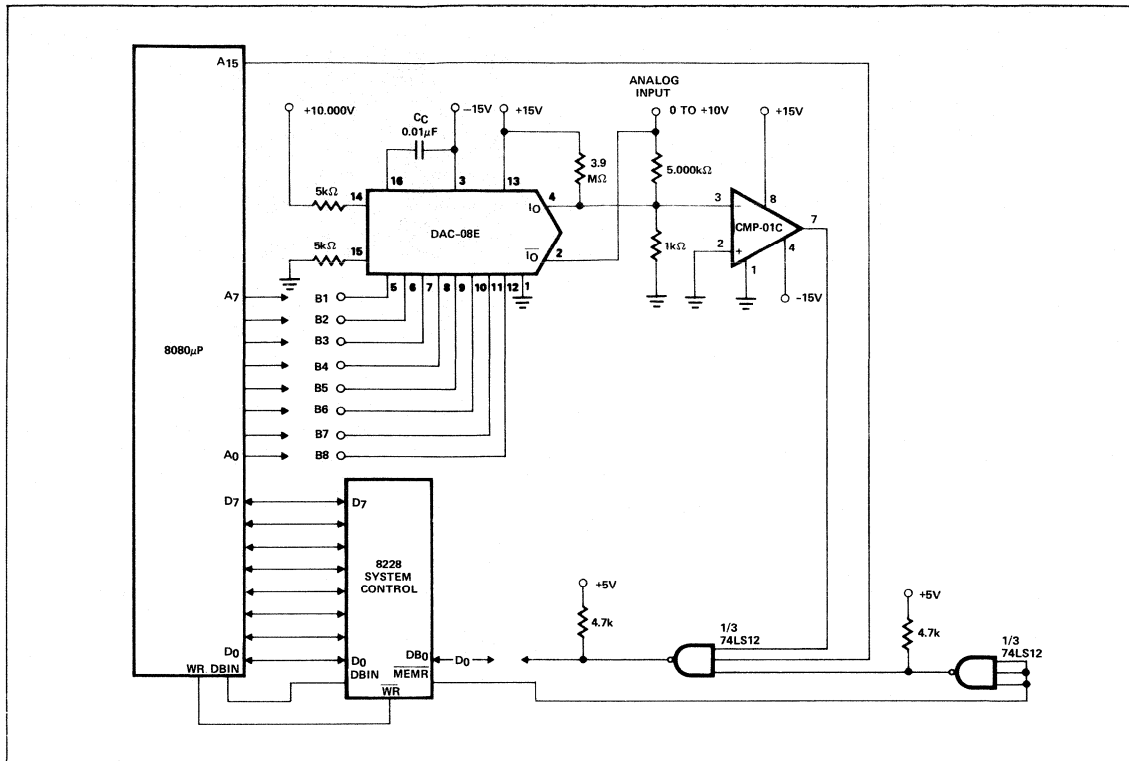 A15
ANALOG
INPUT
+10.000V
−15V
+15V
0 TO +10V
+15V
CC
0.01μF
3.9
MΩ
5.000kΩ
16
3
13
14
4
3
8
5kΩ
IO
7
DAC-08E
CMP-01C
15
2
2
4
5kΩ
IO
1kΩ
+
1
−15V
5
6
7
8
9
10
11
12
1
A7
B1
B2
B3
8080μP
B4
B5
B6
B7
A0
B8
D7
D7
8228
SYSTEM
CONTROL
+5V
+5V
4.7k
4.7k
1/3
74LS12
1/3
74LS12
D0
D0
DB0
D0
WR
DBIN
DBIN
MEMR
WR